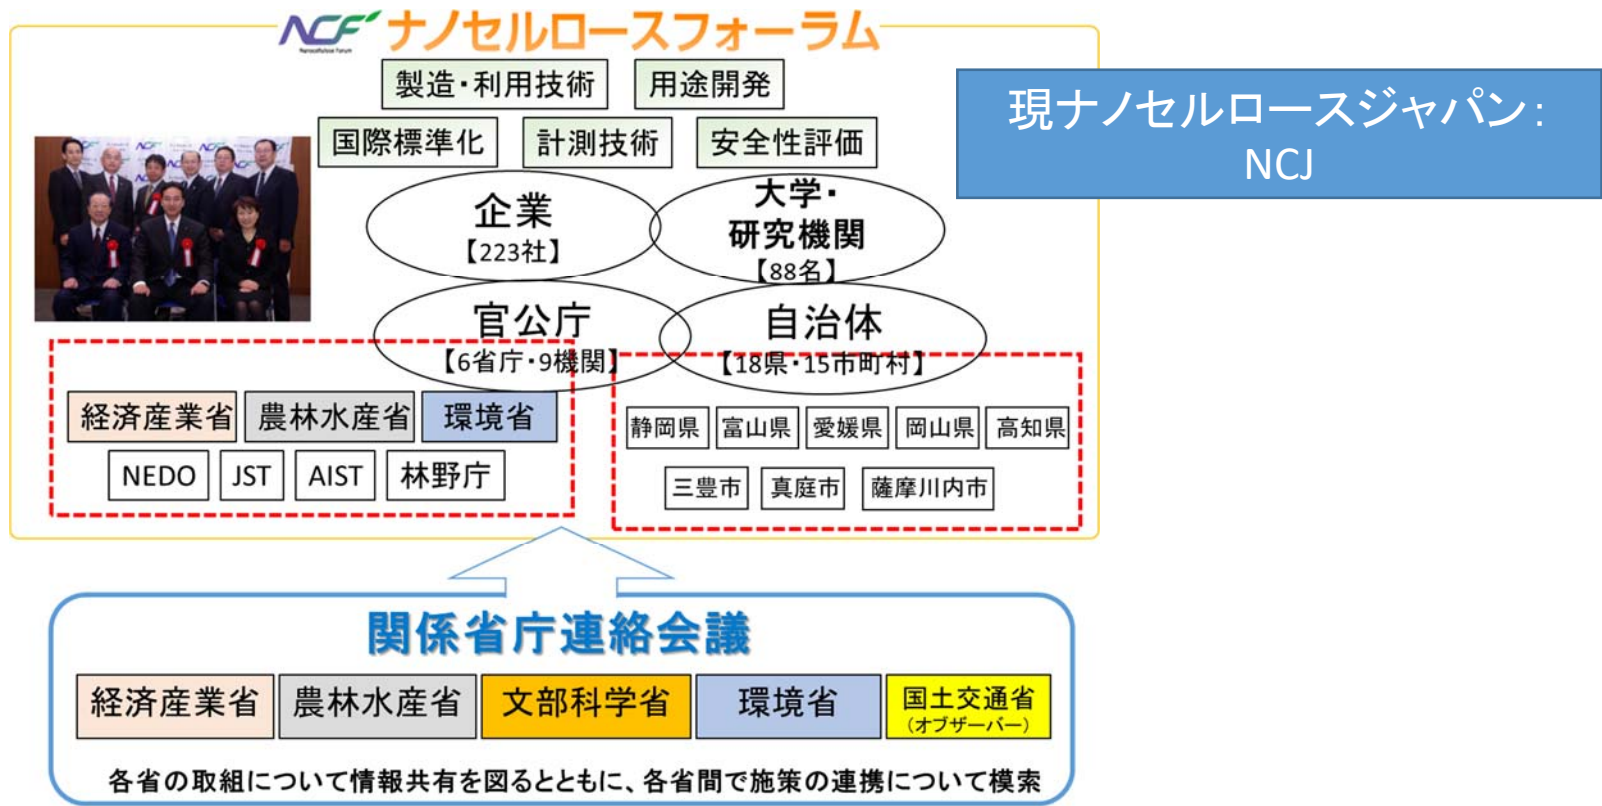 NCF ナノセルロースフォーラム
Nanocellulose Forum
製造・利用技術
用途開発
国際標準化
計測技術
安全性評価
現ナノセルロースジャパン：
NCJ
企業
【223社】
大学・
研究機関
【88名】
官公庁
【6省庁・9機関】
自治体
【18県・15市町村】
経済産業省
農林水産省
環境省
NEDO
JST
AIST
林野庁
静岡県
富山県
愛媛県
岡山県
高知県
三豊市
真庭市
薩摩川内市
関係省庁連絡会議
経済産業省
農林水産省
文部科学省
環境省
国土交通省
（オブザーバー）
各省の取組について情報共有を図るとともに、各省間で施策の連携について模索